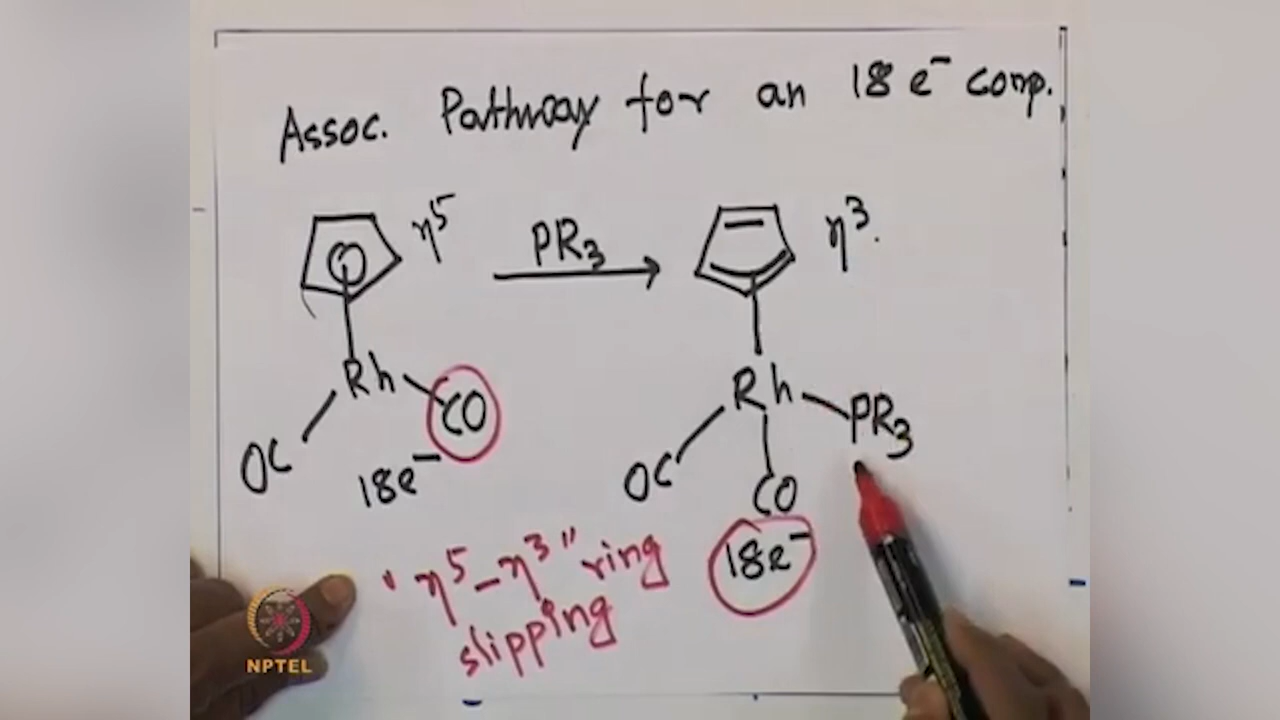 Assoc. Pathway for an 18e⁻ comp.
η⁵ PR₃ η³.
Rh CO Rh PR₃
OC 18e⁻ OC CO
"η⁵-η³" ring 18e⁻
slipping
NPTEL